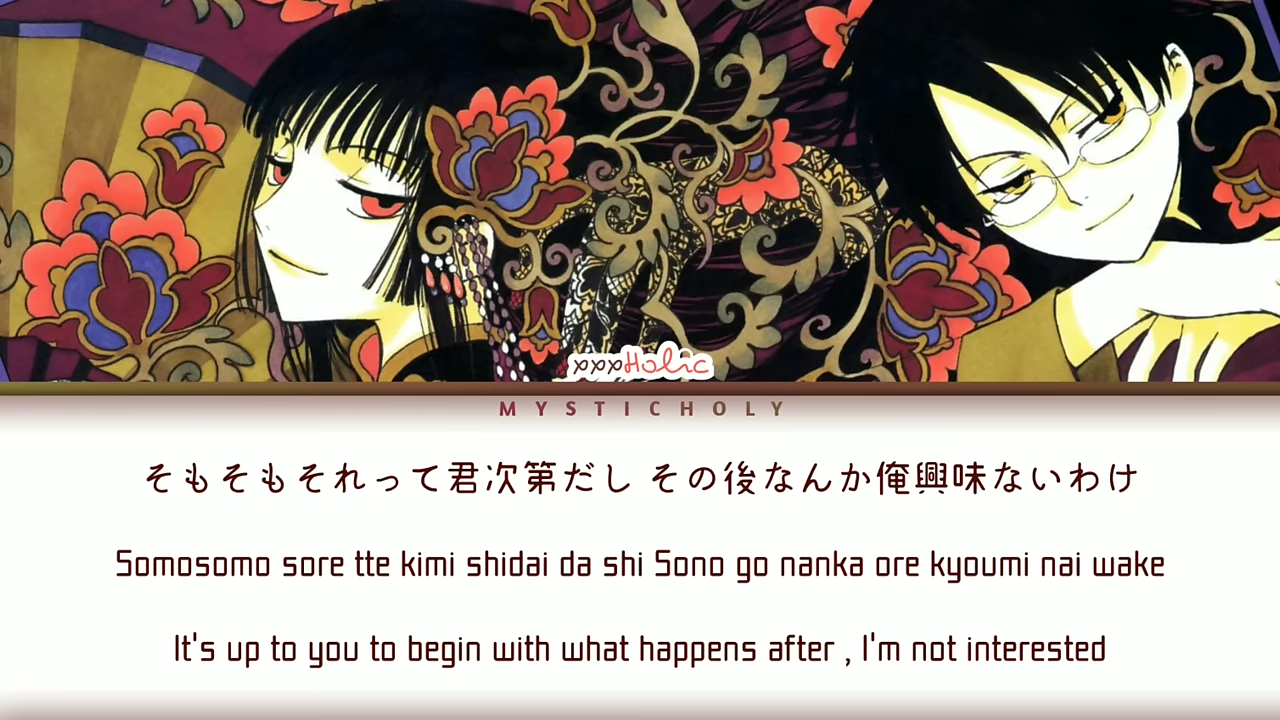 xxxHolic
MYSTICHOLY
そもそもそれって君次第だし その後なんか俺興味ないわけ
Somosomo sore tte kimi shidai da shi Sono go nanka ore kyoumi nai wake
It's up to you to begin with what happens after , I'm not interested